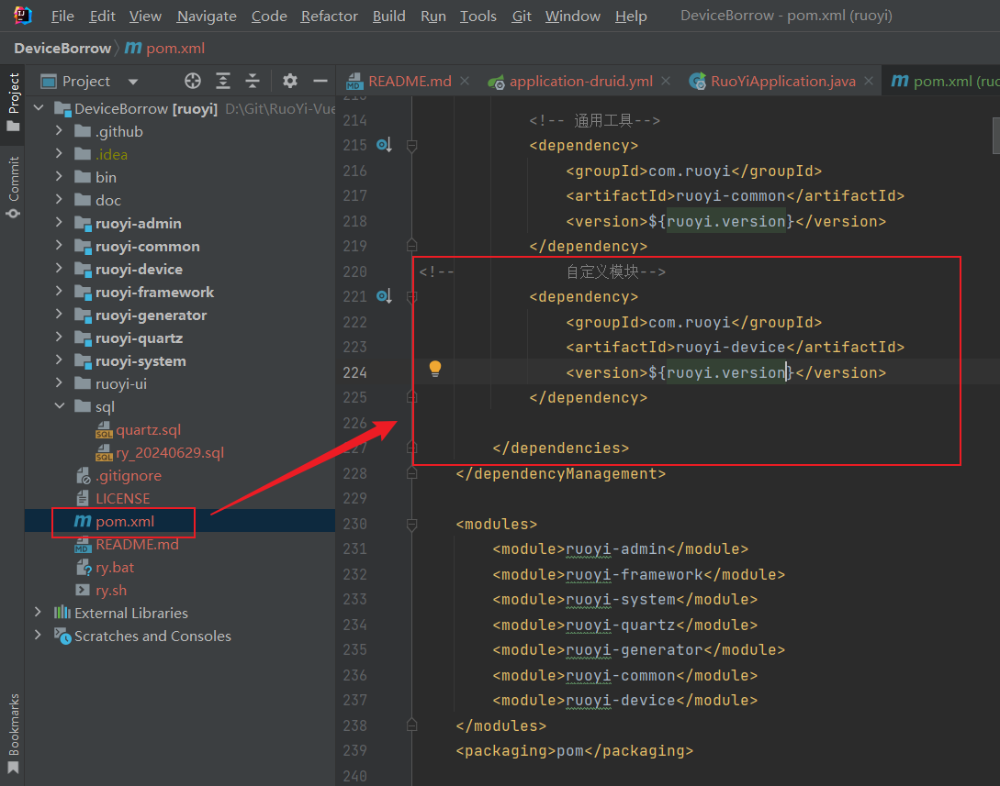 File Edit View Navigate Code Refactor Build Run Tools Git Window Help DeviceBorrow - pom.xml (ruoyi)
DeviceBorrow pom.xml
Project
README.md application-druid.yml RuoYiApplication.java pom.xml (ruo
Project
Commit
Bookmarks
DeviceBorrow [ruoyi] D:\Git\RuoYi-Vue
.github
.idea
bin
doc
ruoyi-admin
ruoyi-common
ruoyi-device
ruoyi-framework
ruoyi-generator
ruoyi-quartz
ruoyi-system
ruoyi-ui
sql
quartz.sql
ry_20240629.sql
.gitignore
LICENSE
pom.xml
README.md
ry.bat
ry.sh
External Libraries
Scratches and Consoles
213
214 <!-- 通用工具-->
215 <dependency>
216 <groupId>com.ruoyi</groupId>
217 <artifactId>ruoyi-common</artifactId>
218 <version>${ruoyi.version}</version>
219 </dependency>
220 <!-- 自定义模块-->
221 <dependency>
222 <groupId>com.ruoyi</groupId>
223 <artifactId>ruoyi-device</artifactId>
224 <version>${ruoyi.version}</version>
225 </dependency>
226
227 </dependencies>
228 </dependencyManagement>
229
230 <modules>
231 <module>ruoyi-admin</module>
232 <module>ruoyi-framework</module>
233 <module>ruoyi-system</module>
234 <module>ruoyi-quartz</module>
235 <module>ruoyi-generator</module>
236 <module>ruoyi-common</module>
237 <module>ruoyi-device</module>
238 </modules>
239 <packaging>pom</packaging>
240